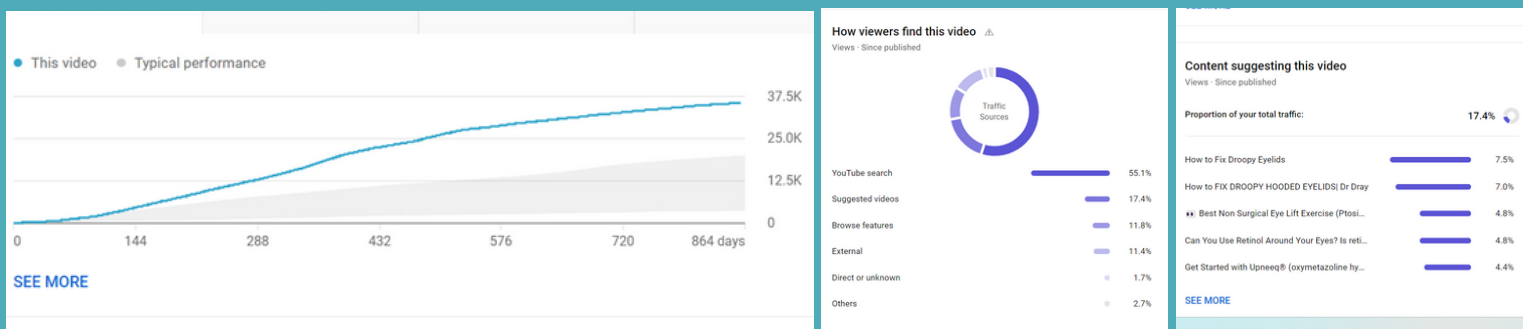 This video
Typical performance
37.5K
25.0K
12.5K
0
0 144 288 432 576 720 864 days
SEE MORE
How viewers find this video
Views · Since published
Traffic
Sources
YouTube search 55.1%
Suggested videos 17.4%
Browse features 11.8%
External 11.4%
Direct or unknown 1.7%
Others 2.7%
Content suggesting this video
Views · Since published
Proportion of your total traffic: 17.4%
How to Fix Droopy Eyelids 7.5%
How to FIX DROOPY HOODED EYELIDS| Dr Dray 7.0%
👀 Best Non Surgical Eye Lift Exercise (Ptosi... 4.8%
Can You Use Retinol Around Your Eyes? Is reti... 4.8%
Get Started with Upneeq® (oxymetazoline hy... 4.4%
SEE MORE